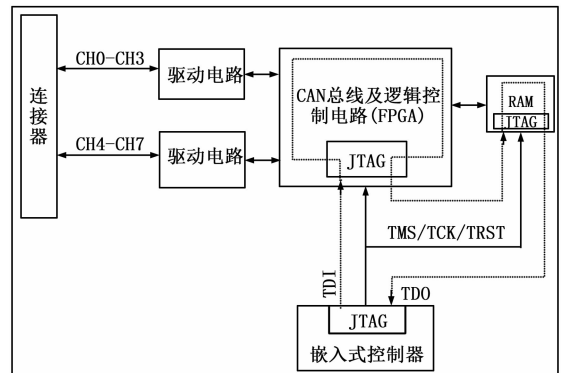 连接器
CH0-CH3
驱动电路
CH4-CH7
驱动电路
CAN总线及逻辑控
制电路(FPGA)
JTAG
RAM
JTAG
TMS/TCK/TRST
TDI
TDO
JTAG
嵌入式控制器